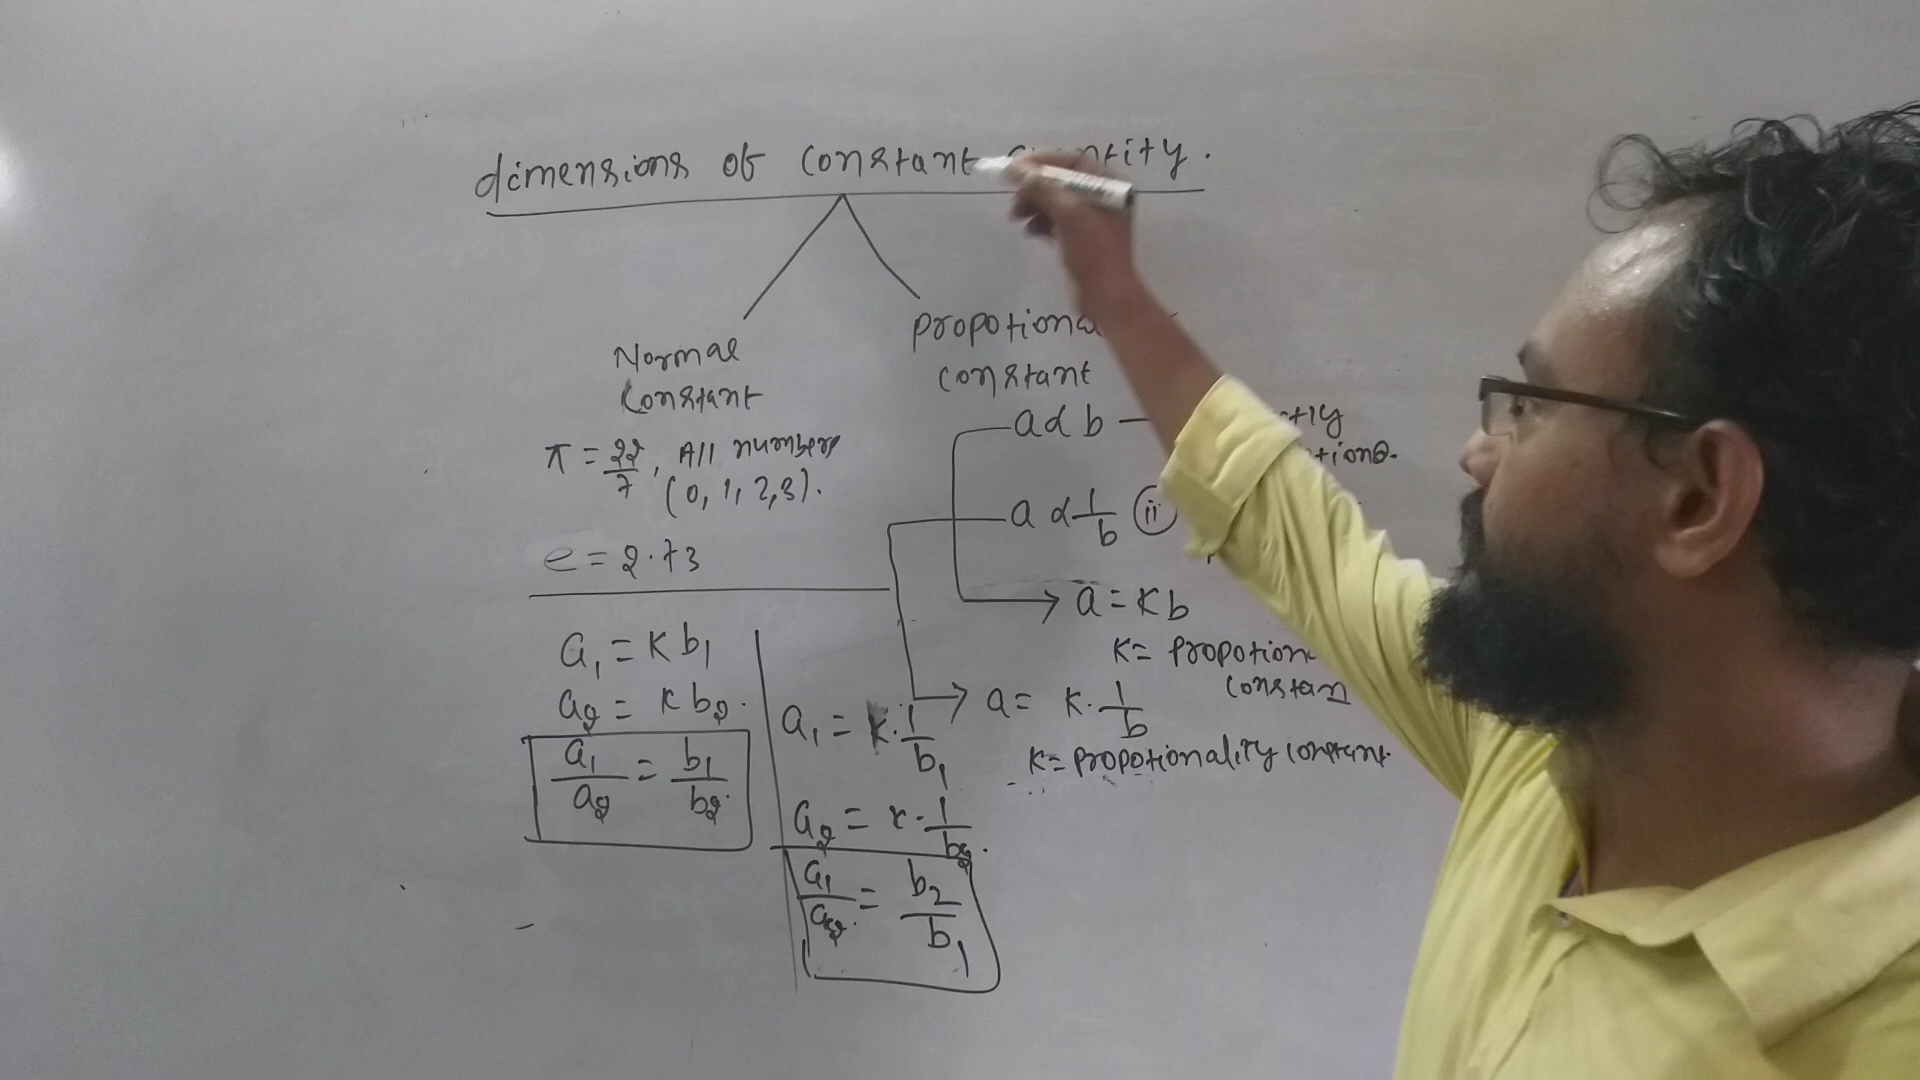 dimensions of constant quantity.
Normal
Constant
π = 22/7, All numbers
(0, 1, 2, 3).
e = 2.73
Propotiona
constant
a ∝ b —
a ∝ 1/b (ii)
→ a = Kb
K = Propotion
Constan
→ a = K. 1/b
K = Propotionality Constant.
a₁ = K b₁
a₂ = K b₂.
a₁/a₂ = b₁/b₂.
a₁ = K. 1/b₁
a₂ = K. 1/b₂.
a₁/a₂. = b₂/b₁